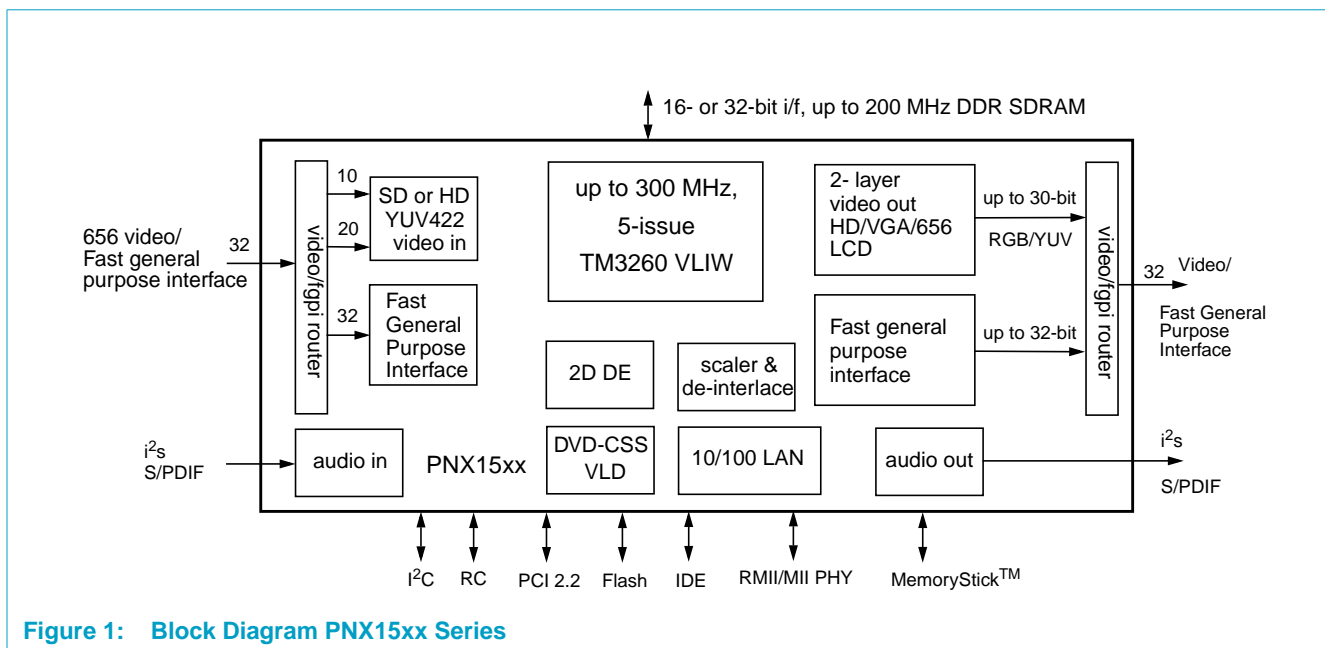 16- or 32-bit i/f, up to 200 MHz DDR SDRAM
656 video/
Fast general
purpose interface
32
video/fgpi router
10
20
SD or HD
YUV422
video in
32
Fast
General
Purpose
Interface
up to 300 MHz,
5-issue
TM3260 VLIW
2- layer
video out
HD/VGA/656
LCD
up to 30-bit
RGB/YUV
Fast general
purpose
interface
up to 32-bit
video/fgpi router
32
Video/
Fast General
Purpose
Interface
2D DE
scaler &
de-interlace
i²s
S/PDIF
audio in
PNX15xx
DVD-CSS
VLD
10/100 LAN
audio out
i²s
S/PDIF
I²C
RC
PCI 2.2
Flash
IDE
RMII/MII PHY
MemoryStick™
Figure 1: Block Diagram PNX15xx Series